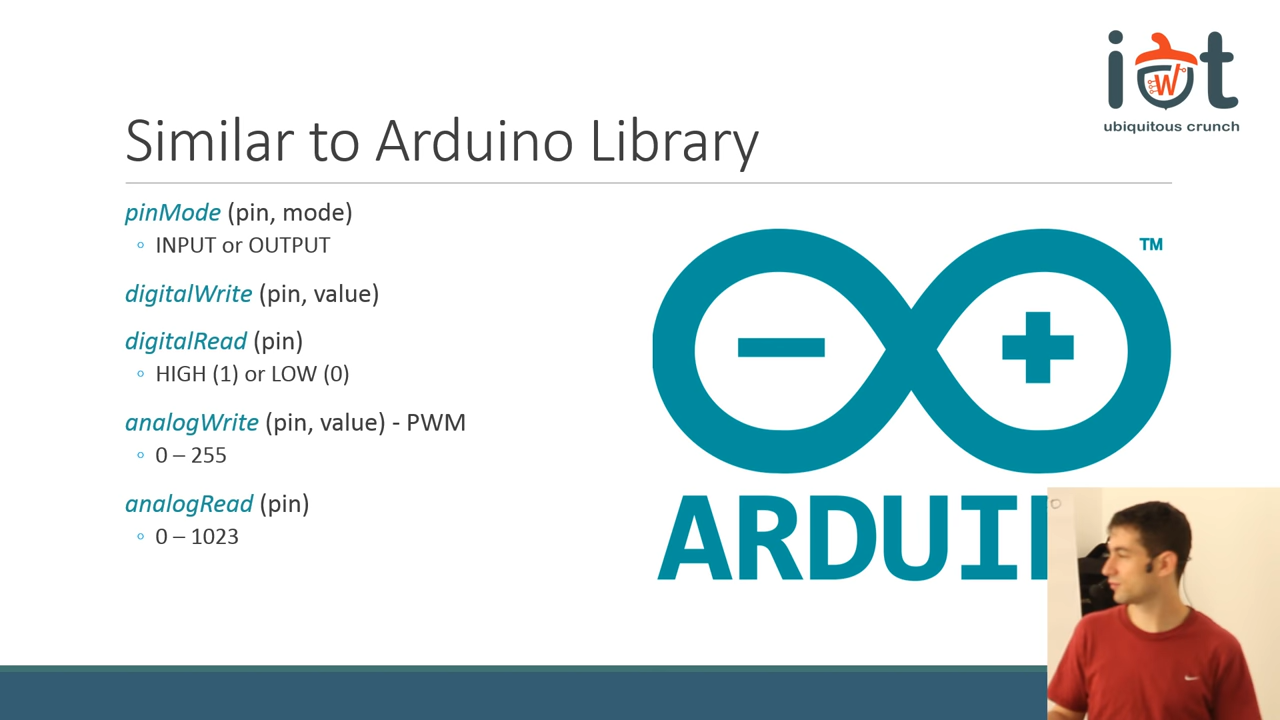 iot
W
ubiquitous crunch
Similar to Arduino Library
pinMode (pin, mode)
◦ INPUT or OUTPUT
digitalWrite (pin, value)
digitalRead (pin)
◦ HIGH (1) or LOW (0)
analogWrite (pin, value) - PWM
◦ 0 – 255
analogRead (pin)
◦ 0 – 1023
TM
ARDUI